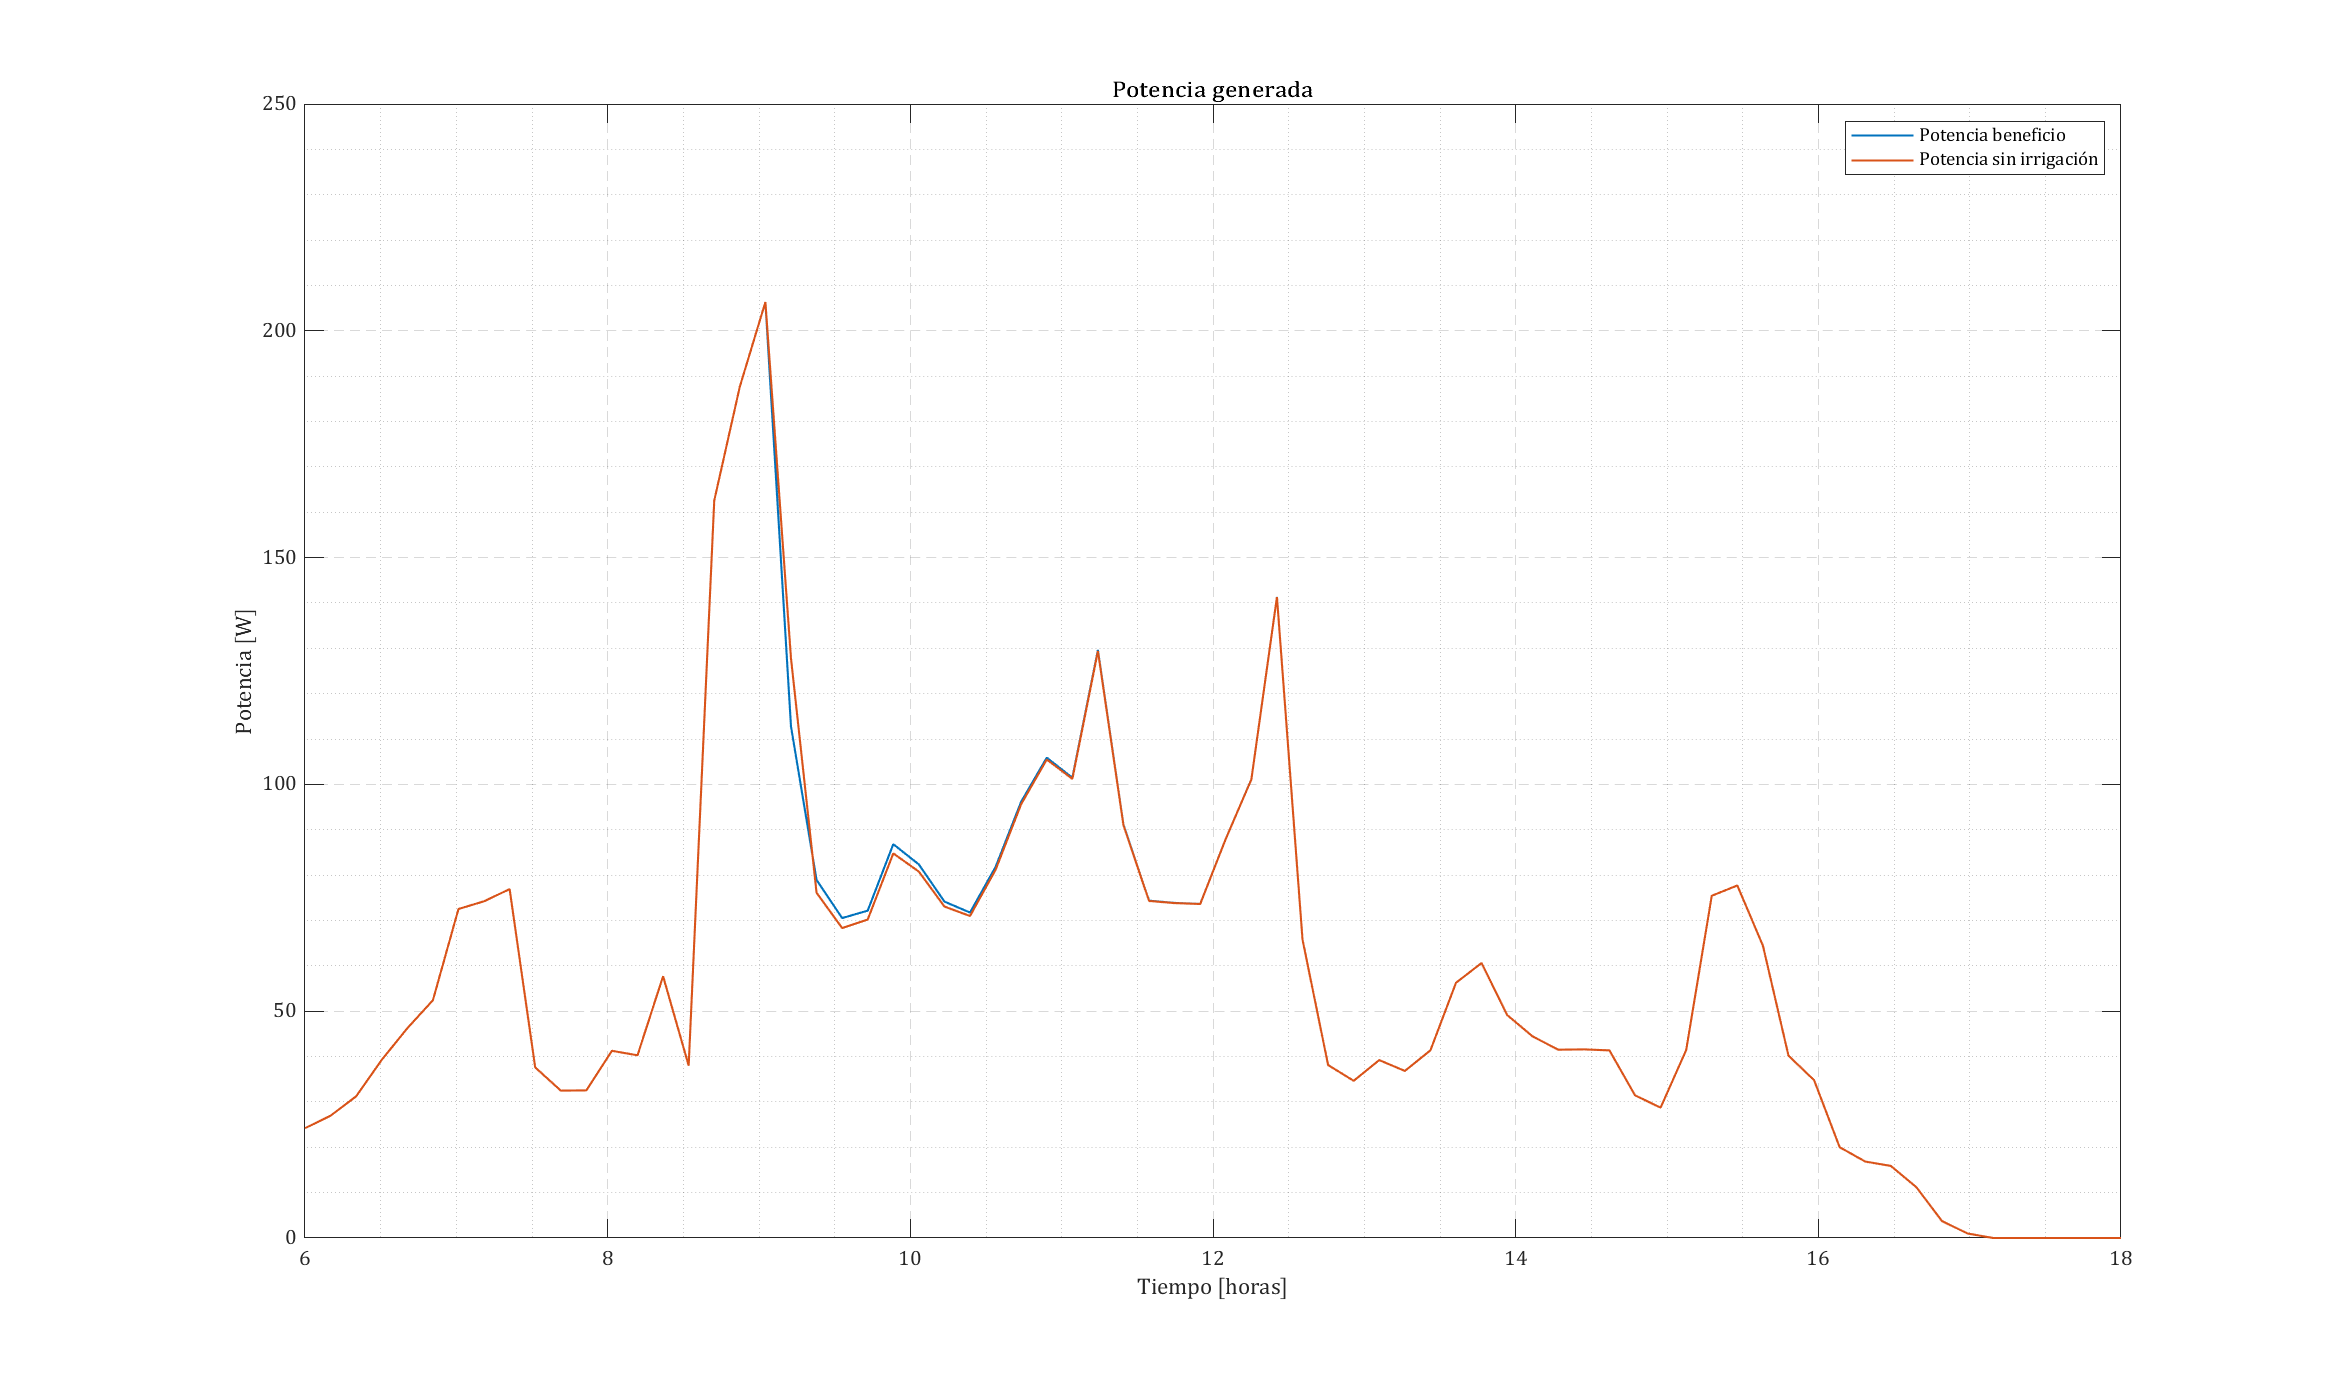 Potencia generada
250
200
150
100
50
0
Potencia [W]
Potencia beneficio
Potencia sin irrigación
6
8
10
12
14
16
18
Tiempo [horas]